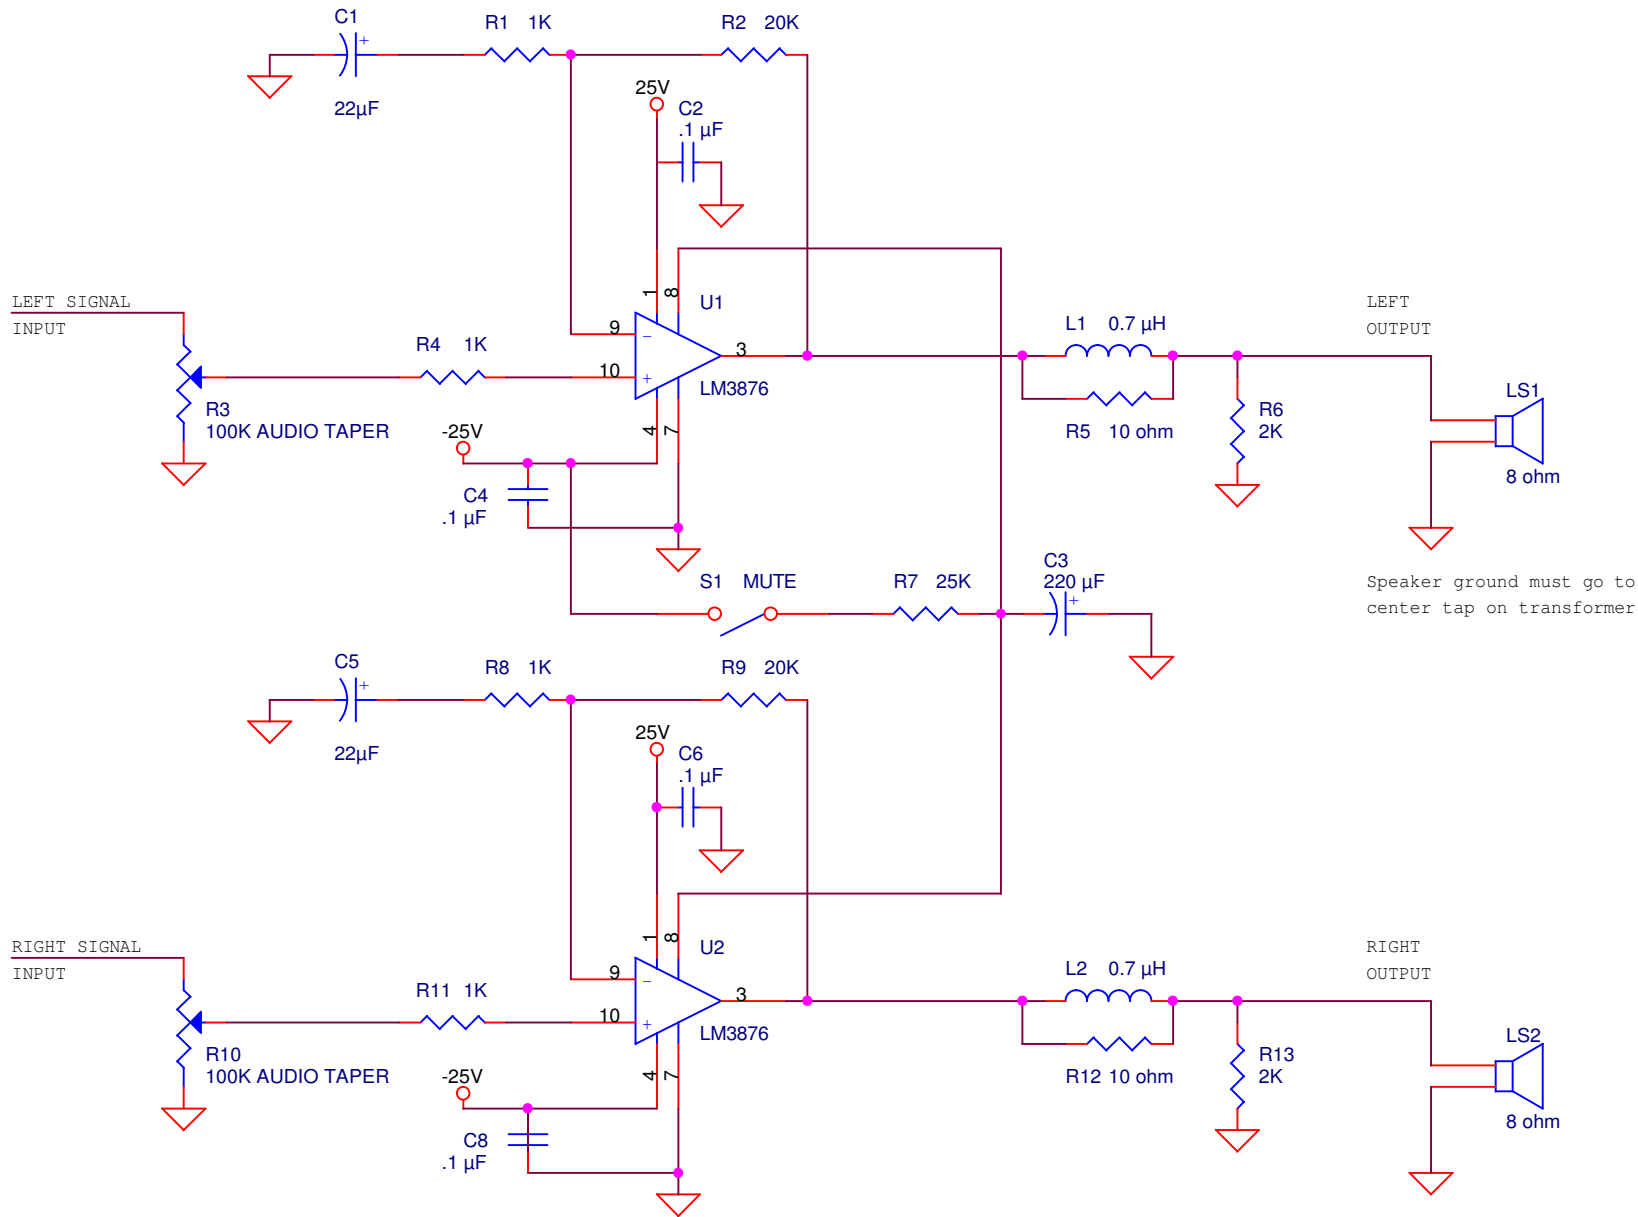 C1
R1 1K
R2 20K
+
22µF
25V
C2
.1 µF
LEFT SIGNAL
INPUT
1
8
U1
9
−
R4 1K
10
+
3
LM3876
L1 0.7 µH
LEFT
OUTPUT
R3
100K AUDIO TAPER
-25V
4
7
R5 10 ohm
R6
2K
LS1
8 ohm
C4
.1 µF
S1 MUTE
R7 25K
C3
220 µF
+
Speaker ground must go to
center tap on transformer
C5
R8 1K
R9 20K
+
22µF
25V
C6
.1 µF
RIGHT SIGNAL
INPUT
1
8
U2
9
−
R11 1K
10
+
3
LM3876
L2 0.7 µH
RIGHT
OUTPUT
R10
100K AUDIO TAPER
-25V
4
7
R12 10 ohm
R13
2K
LS2
8 ohm
C8
.1 µF